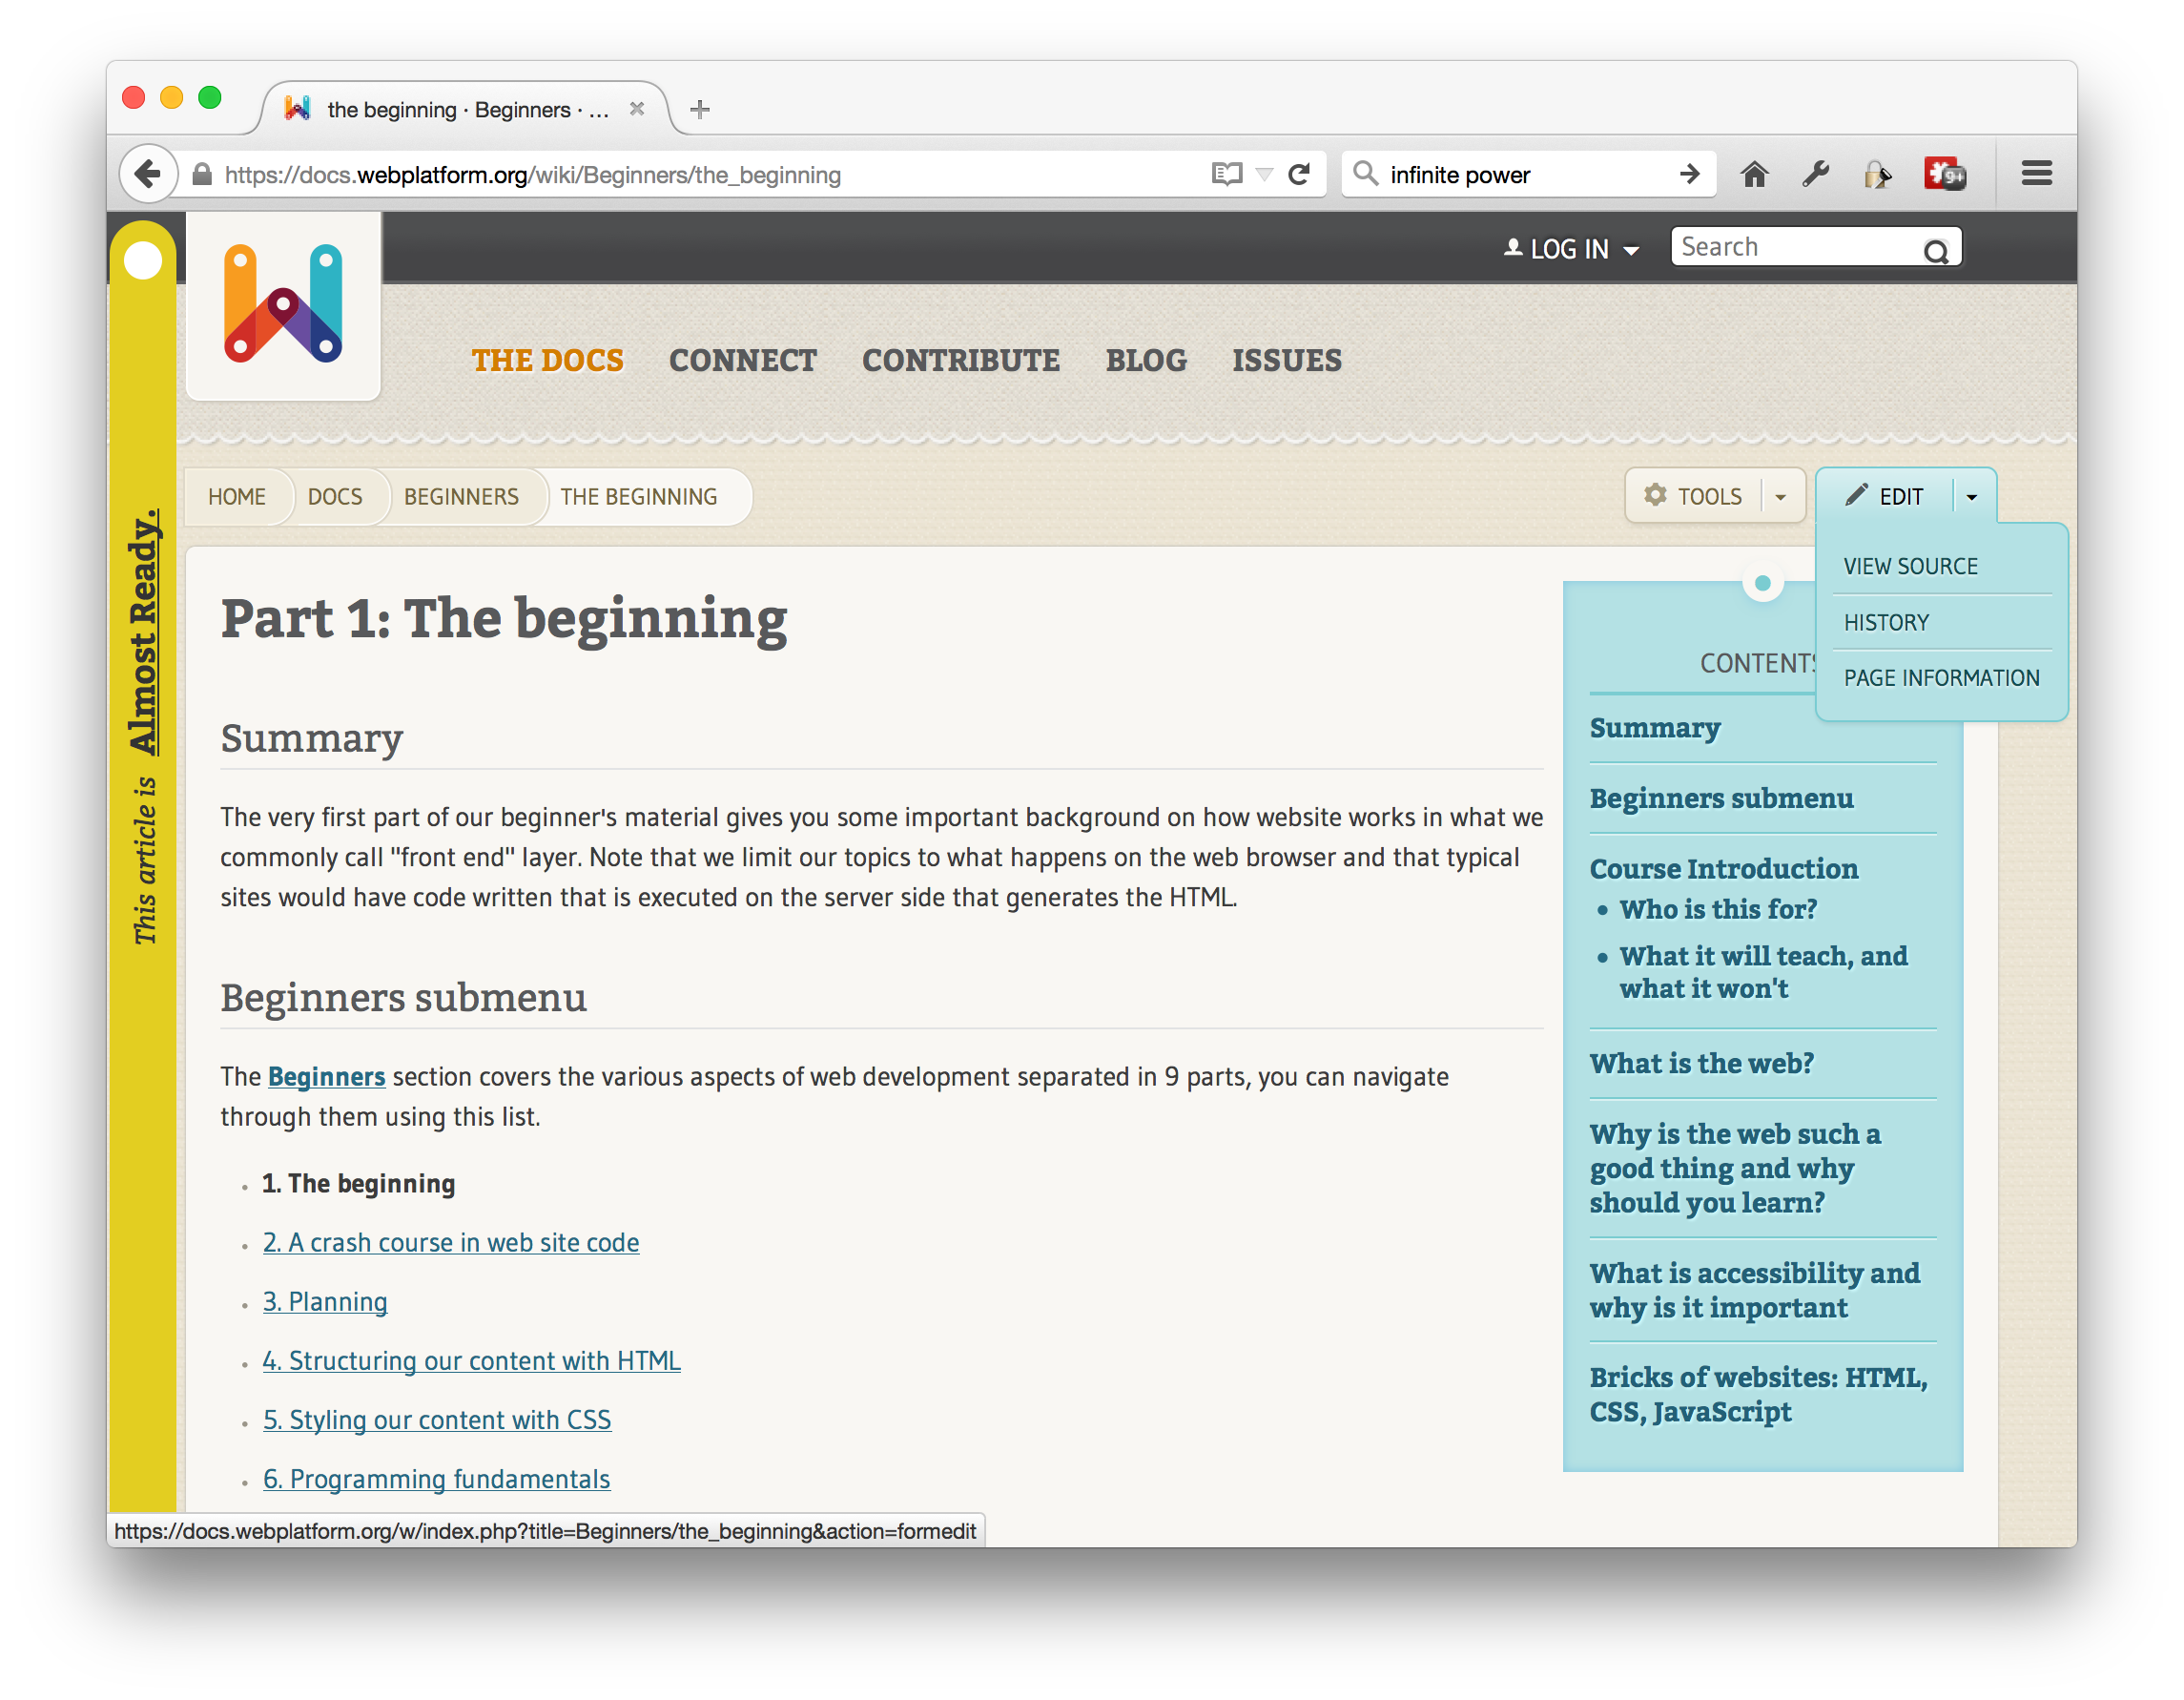 the beginning · Beginners · ...
https://docs.webplatform.org/wiki/Beginners/the_beginning
infinite power
9+
LOG IN
Search
THE DOCS CONNECT CONTRIBUTE BLOG ISSUES
HOME DOCS BEGINNERS THE BEGINNING
TOOLS
EDIT
VIEW SOURCE
HISTORY
PAGE INFORMATION
This article is Almost Ready.
Part 1: The beginning
Summary
The very first part of our beginner's material gives you some important background on how website works in what we
commonly call "front end" layer. Note that we limit our topics to what happens on the web browser and that typical
sites would have code written that is executed on the server side that generates the HTML.
Beginners submenu
The Beginners section covers the various aspects of web development separated in 9 parts, you can navigate
through them using this list.
1. The beginning
2. A crash course in web site code
3. Planning
4. Structuring our content with HTML
5. Styling our content with CSS
6. Programming fundamentals
CONTENTS
Summary
Beginners submenu
Course Introduction
Who is this for?
What it will teach, and
what it won't
What is the web?
Why is the web such a
good thing and why
should you learn?
What is accessibility and
why is it important
Bricks of websites: HTML,
CSS, JavaScript
https://docs.webplatform.org/w/index.php?title=Beginners/the_beginning&action=formedit